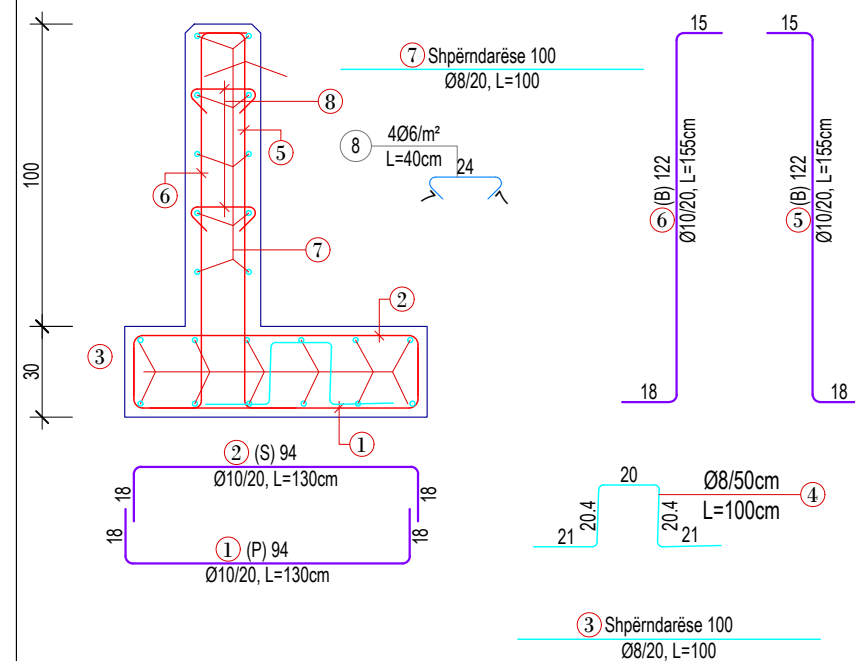 7 Shpërndarëse 100
Ø8/20, L=100
8 4Ø6/m²
L=40cm
24
7 7
15
15
6 (B) 122
Ø10/20, L=155cm
5 (B) 122
Ø10/20, L=155cm
18
18
100
30
8
5
6
7
2
3
1
2 (S) 94
Ø10/20, L=130cm
18
18
1 (P) 94
Ø10/20, L=130cm
18
18
20
20.4
20.4
21
21
Ø8/50cm
L=100cm
4
3 Shpërndarëse 100
Ø8/20, L=100